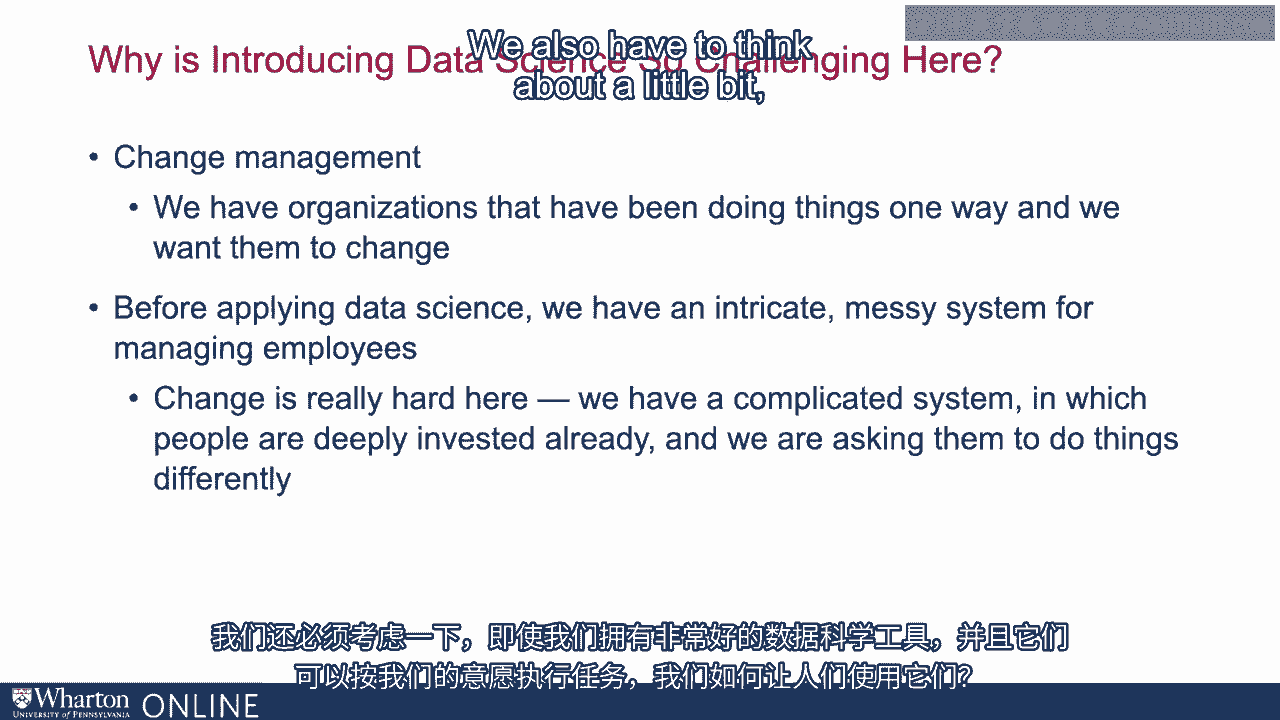 We also have to think
about a little bit,
Why is Introducing Data Science So Challenging Here?
• Change management
• We have organizations that have been doing things one way and we
want them to change
• Before applying data science, we have an intricate, messy system for
managing employees
• Change is really hard here — we have a complicated system, in which
people are deeply invested already, and we are asking them to do things
differently
我们还必须考虑一下，即使我们拥有非常好的数据科学工具，并且它们
可以按我们的意愿执行任务，我们如何让人们使用它们？
Wharton ONLINE
UNIVERSITY of PENNSYLVANIA